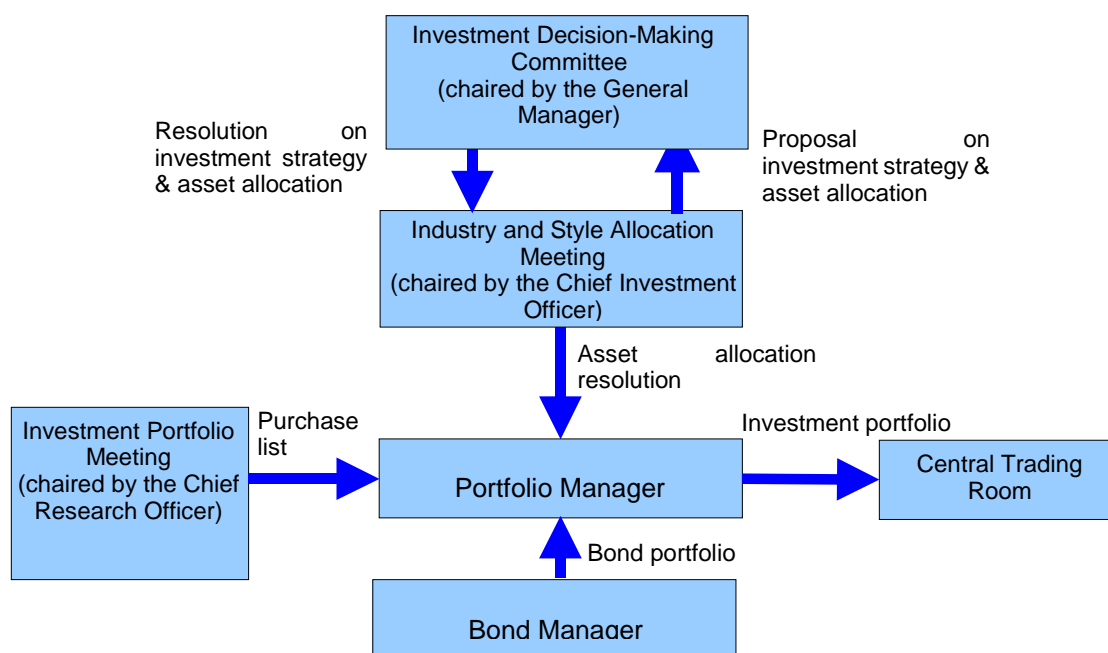 Investment Decision-Making
Committee
(chaired by the General
Manager)
Resolution on
investment strategy
& asset allocation
Proposal on
investment strategy &
asset allocation
Industry and Style Allocation
Meeting
(chaired by the Chief Investment
Officer)
Asset allocation
resolution
Investment Portfolio
Meeting
(chaired by the Chief
Research Officer)
Purchase
list
Portfolio Manager
Investment portfolio
Central Trading
Room
Bond portfolio
Bond Manager